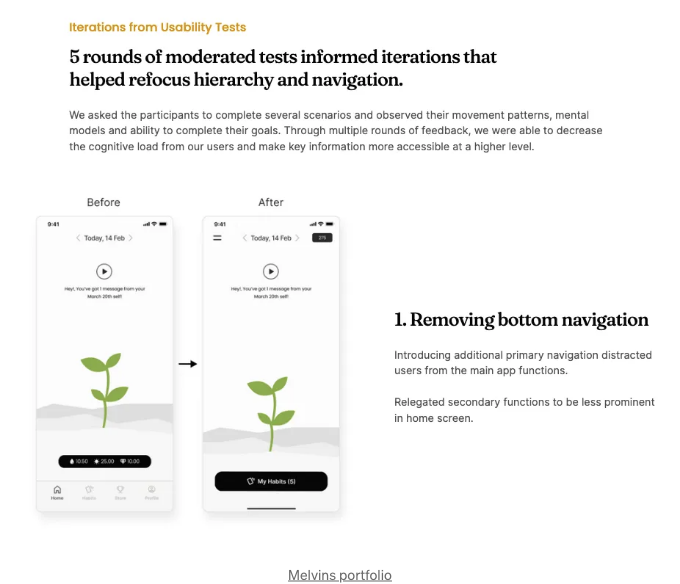 Iterations from Usability Tests
5 rounds of moderated tests informed iterations that
helped refocus hierarchy and navigation.
We asked the participants to complete several scenarios and observed their movement patterns, mental
models and ability to complete their goals. Through multiple rounds of feedback, we were able to decrease
the cognitive load from our users and make key information more accessible at a higher level.
Before
After
9:41
Today, 14 Feb
Hey!, You've got 1 message from your
March 20th self!
10:50 25.00 10.00
Home Habits Store Profile
9:41
Today, 14 Feb
Hey!, You've got 1 message from your
March 20th self!
My Habits (5)
1. Removing bottom navigation
Introducing additional primary navigation distracted
users from the main app functions.
Relegated secondary functions to be less prominent
in home screen.
Melvins portfolio